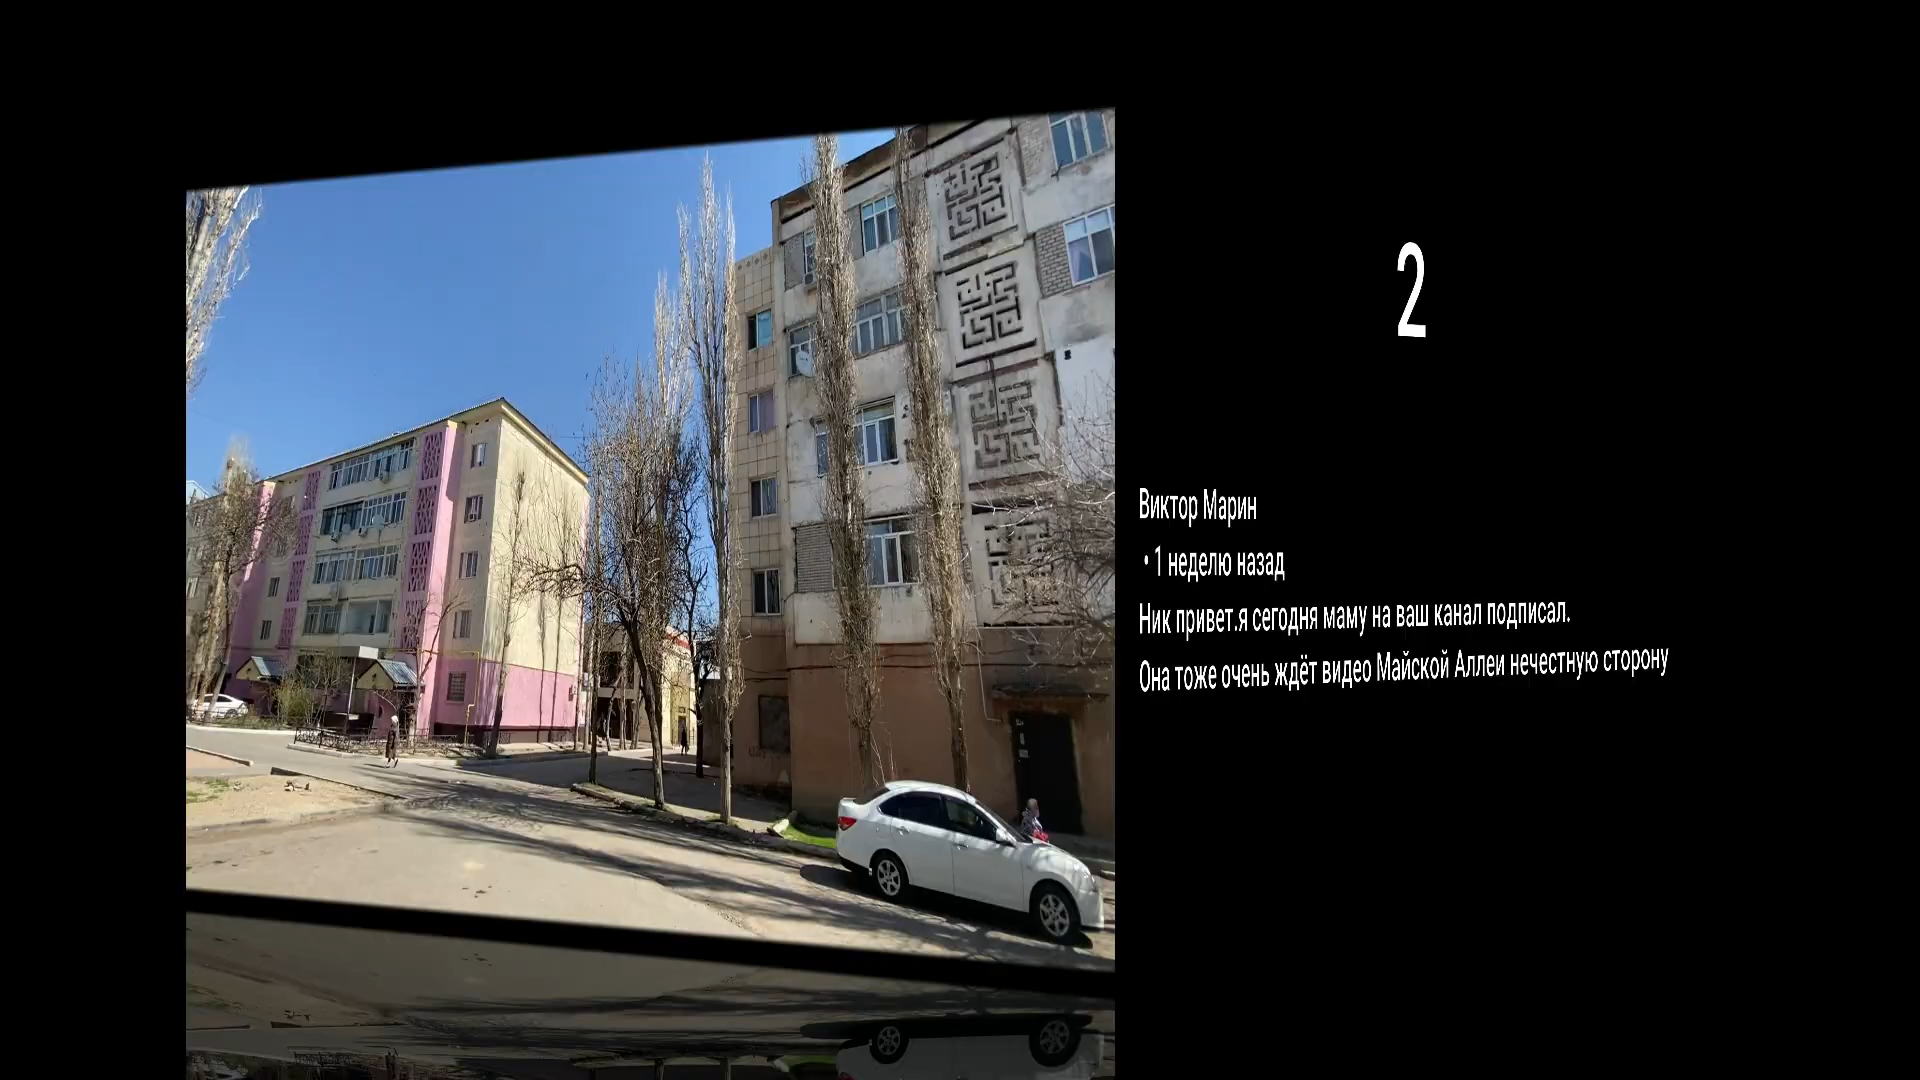 2
Виктор Марин
• 1 неделю назад
Ник привет.я сегодня маму на ваш канал подписал.
Она тоже очень ждёт видео Майской Аллеи нечестную сторону